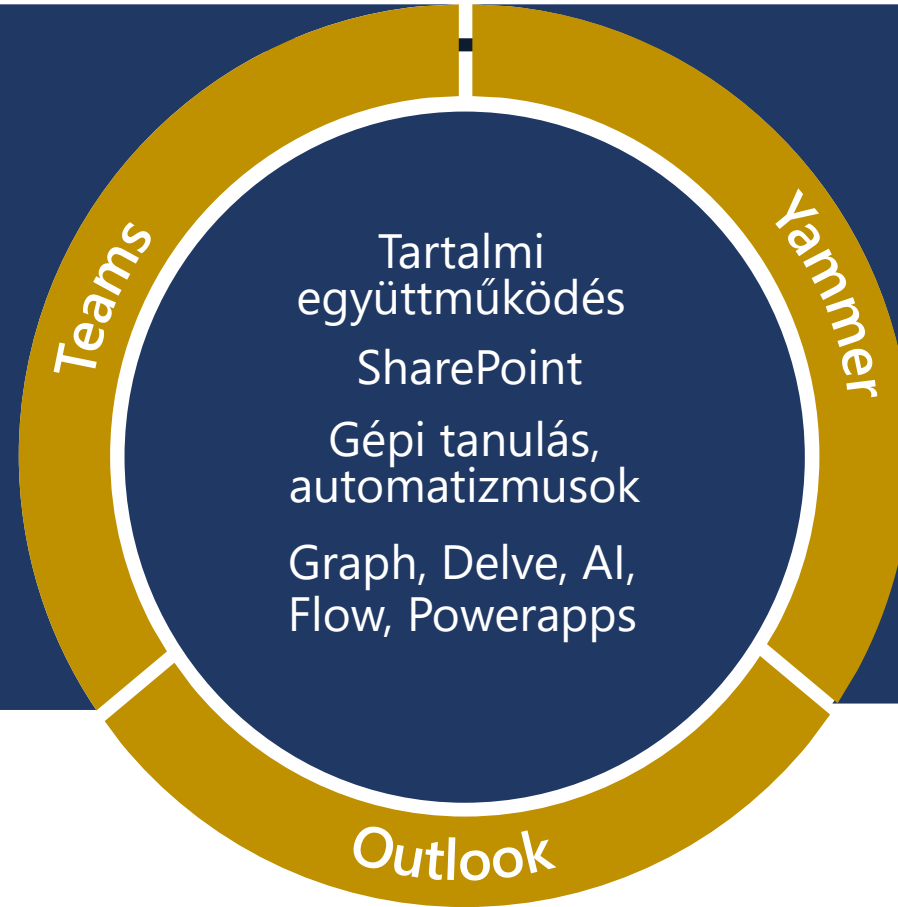 Teams
Yammer
Tartalmi
együttműködés
SharePoint
Gépi tanulás,
automatizmusok
Graph, Delve, AI,
Flow, Powerapps
Outlook